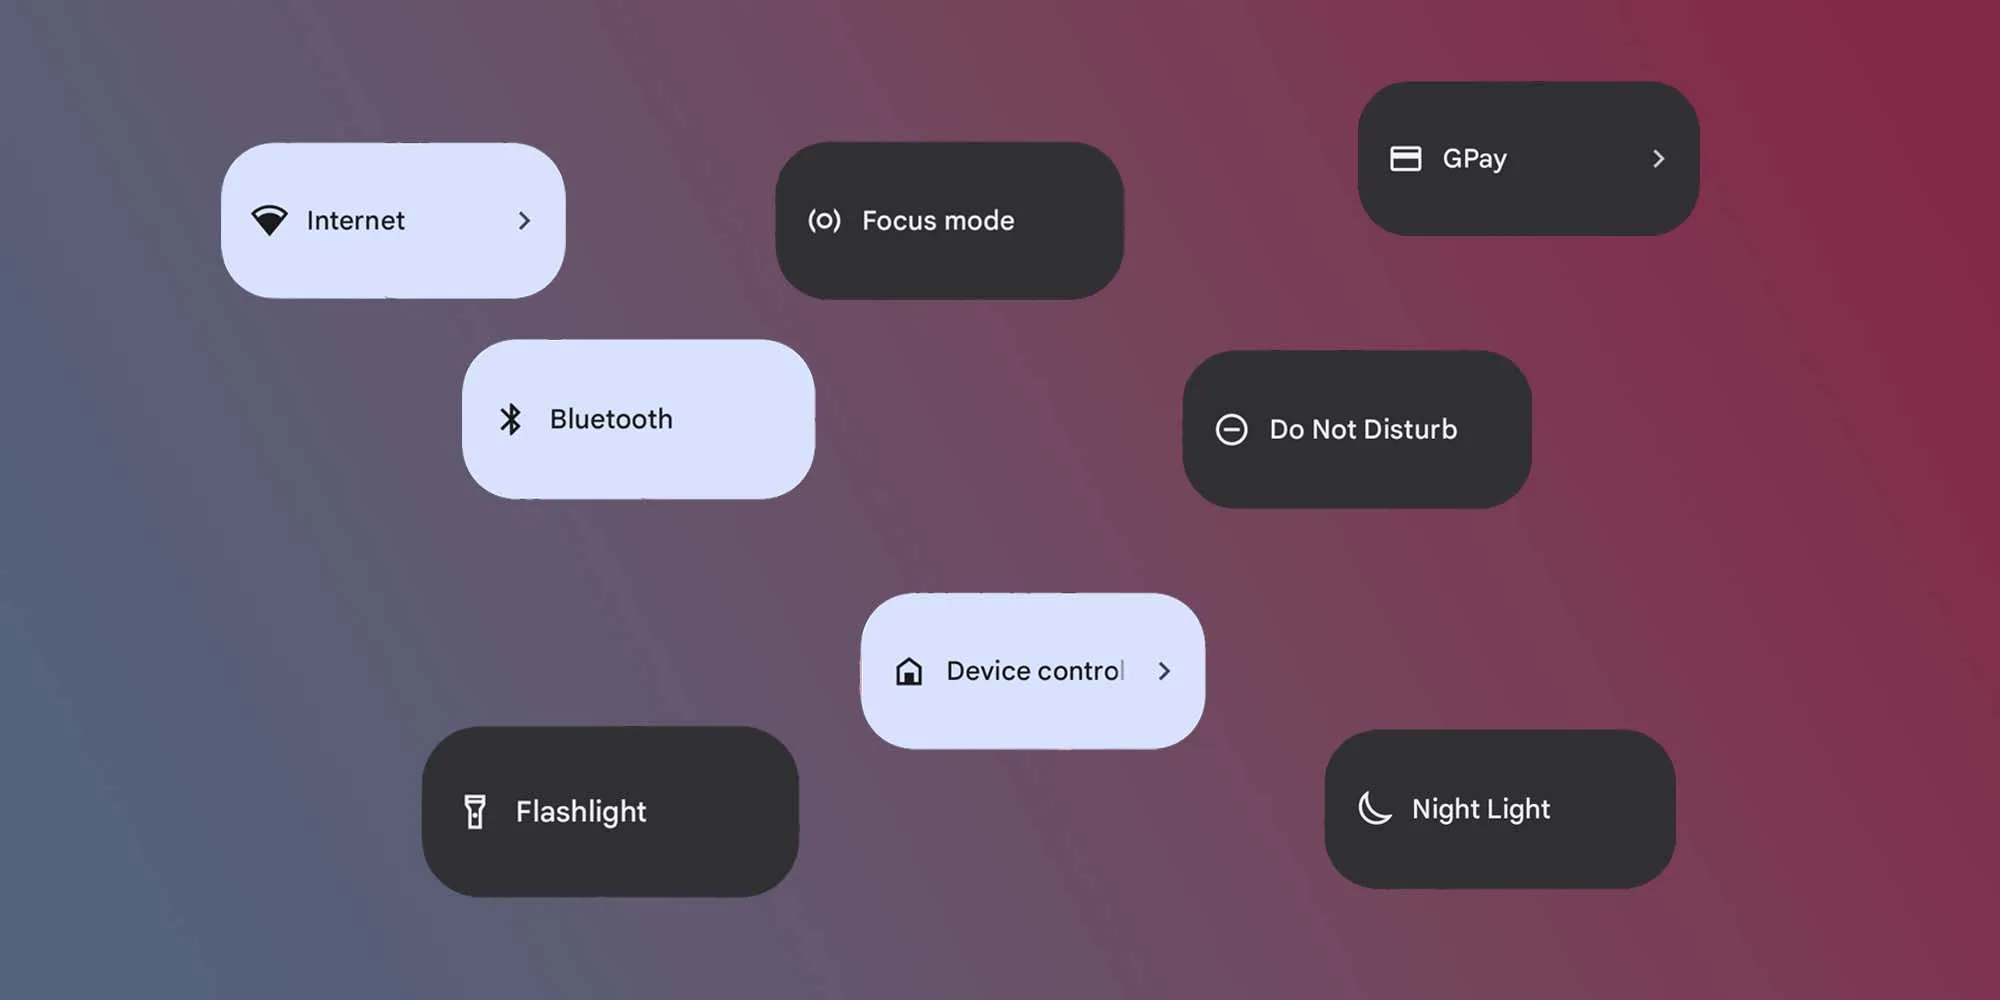 GPay
Internet
Focus mode
Bluetooth
Do Not Disturb
Device control
Flashlight
Night Light